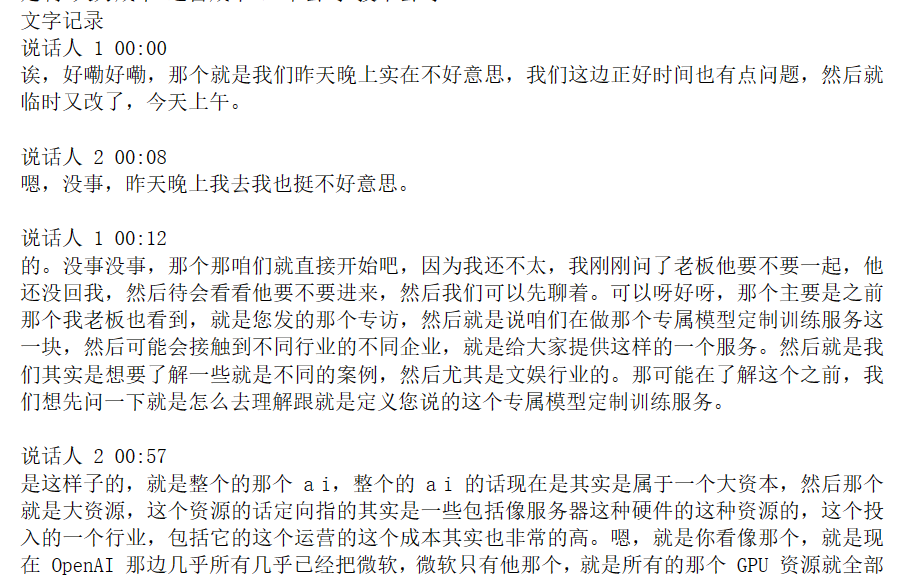 文字记录
说话人 1 00:00
诶，好嘞好嘞，那个就是我们昨天晚上实在不好意思，我们这边正好时间也有点问题，然后就
临时又改了，今天上午。
说话人 2 00:08
嗯，没事，昨天晚上我去我也挺不好意思。
说话人 1 00:12
的。没事没事，那个那咱们就直接开始吧，因为我还不太，我刚刚问了老板他要不要一起，他
还没回我，然后待会看看他要不要进来，然后我们可以先聊着。可以呀好呀，那个主要是之前
那个我老板也看到，就是您发的那个专访，然后就是说咱们在做那个专属模型定制训练服务这
一块，然后可能会接触到不同行业的不同企业，就是给大家提供这样的一个服务。然后就是我
们其实是想要了解一些就是不同的案例，然后尤其是文娱行业的。那可能在了解这个之前，我
们想先问一下就是怎么去理解跟就是定义您说的这个专属模型定制训练服务。
说话人 2 00:57
是这样子的，就是整个的那个 ai，整个的 ai 的话现在是其实是属于一个大资本，然后那个
就是大资源，这个资源的话定向指的其实是一些包括像服务器这种硬件的这种资源的，这个投
入的一个行业，包括它的这个运营的这个成本其实也非常的高。嗯，就是你看像那个，就是现
在 OpenAI 那边几乎所有几乎已经把微软，微软只有他那个，就是所有的那个 GPU 资源就全部